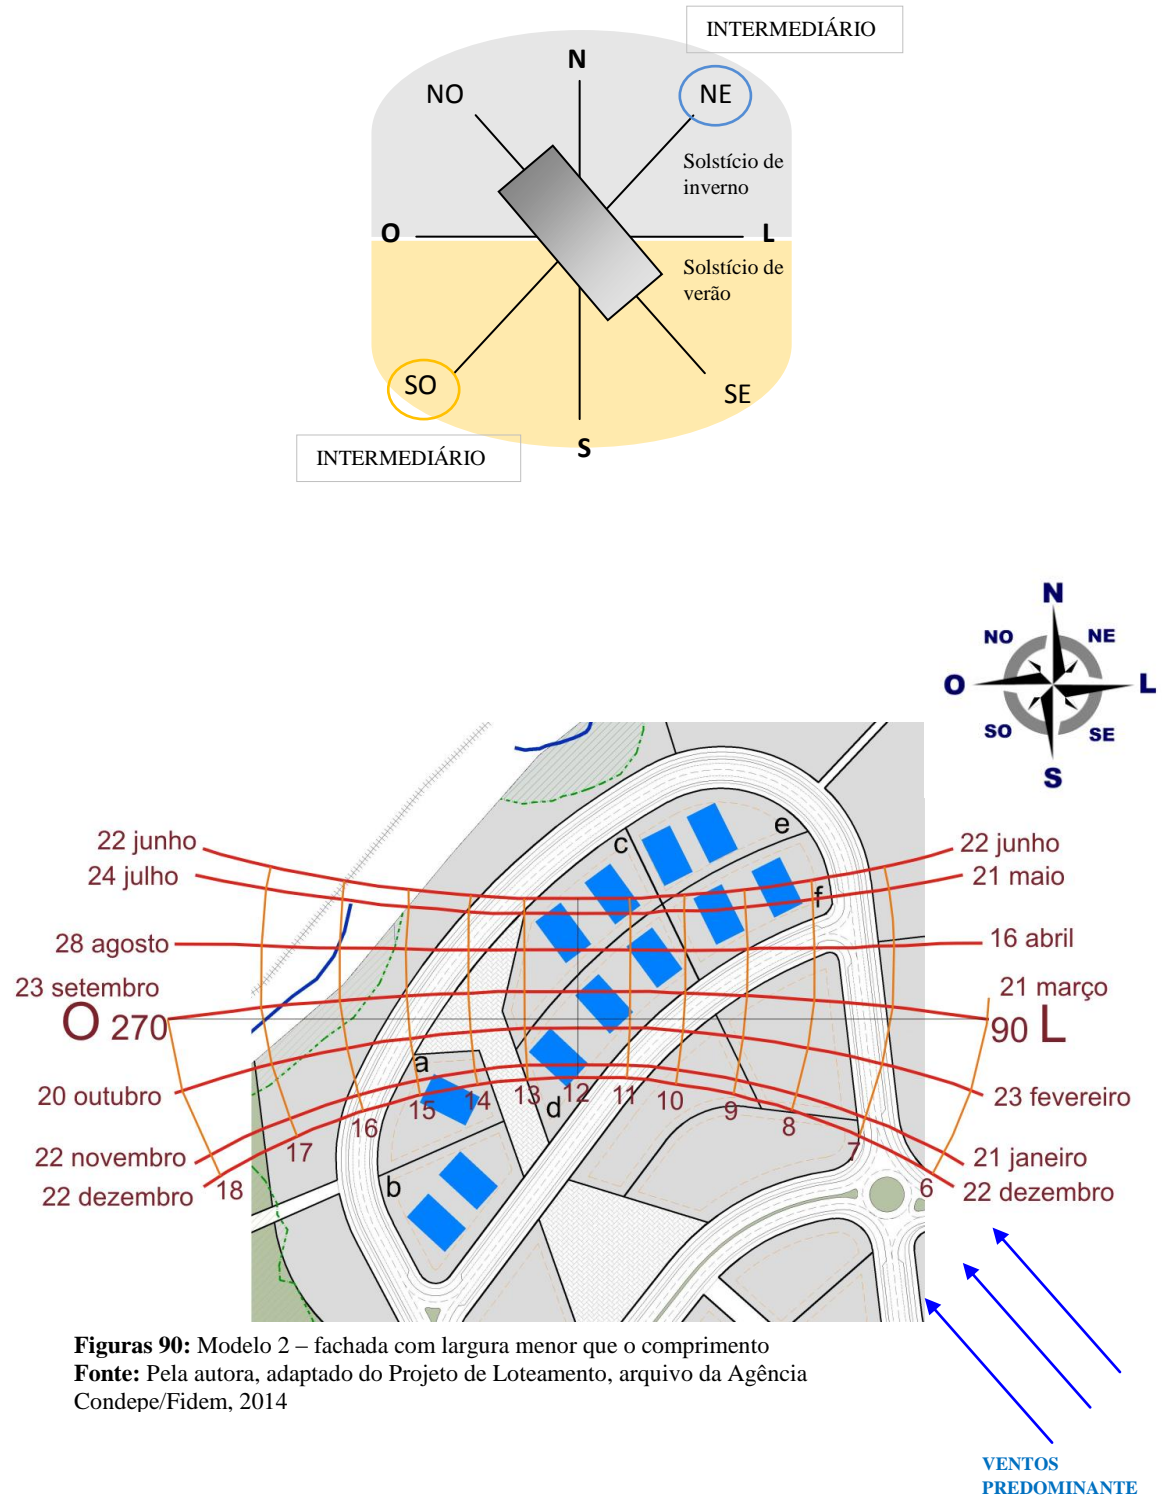 INTERMEDIÁRIO
N
NO
NE
Solstício de
inverno
O
L
Solstício de
verão
SO
SE
S
INTERMEDIÁRIO
N
NO
NE
O
L
SO
SE
S
22 junho
24 julho
28 agosto
23 setembro
O 270
20 outubro
22 novembro
22 dezembro
22 junho
21 maio
16 abril
21 março
90 L
23 fevereiro
21 janeiro
22 dezembro
c
e
f
a
d
b
18
17
16
15
14
13
12
11
10
9
8
7
6
Figuras 90: Modelo 2 – fachada com largura menor que o comprimento
Fonte: Pela autora, adaptado do Projeto de Loteamento, arquivo da Agência
Condepe/Fidem, 2014
VENTOS
PREDOMINANTE